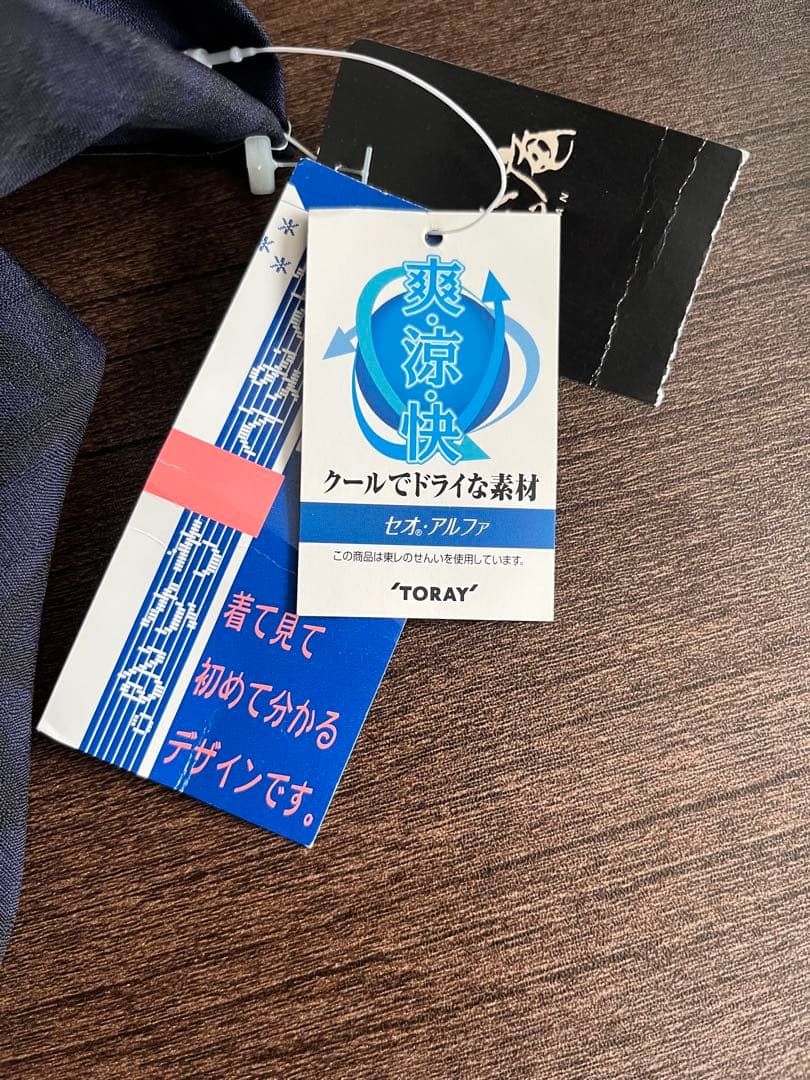 爽・涼・快
クールでドライな素材
セオ®・アルファ
この商品は東レのせんいを使用しています。
'TORAY'
着て見て
初めて分かる
デザインです。